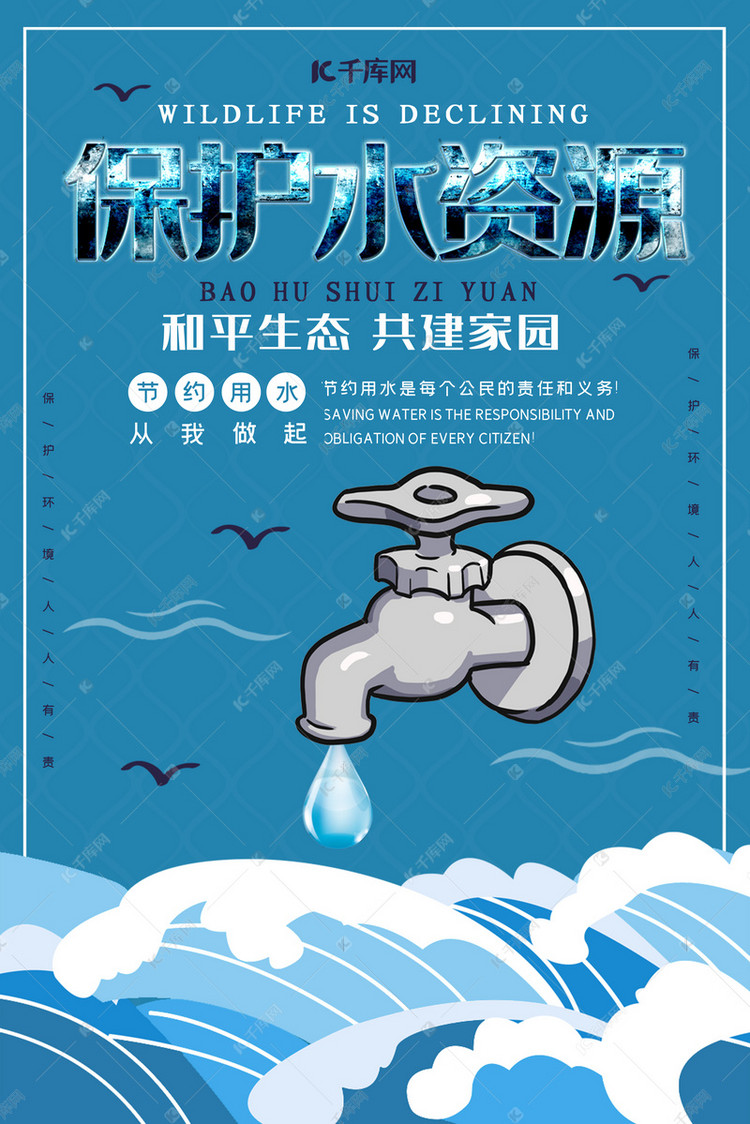 千库网
WILDLIFE IS DECLINING
保护水资源
BAO HU SHUI ZI YUAN
和平生态 共建家园
节约用水
从我做起
节约用水是每个公民的责任和义务!
SAVING WATER IS THE RESPONSIBILITY AND
OBLIGATION OF EVERY CITIZEN!
保/护/环/境/人/人/有/责
保/护/环/境/人/人/有/责